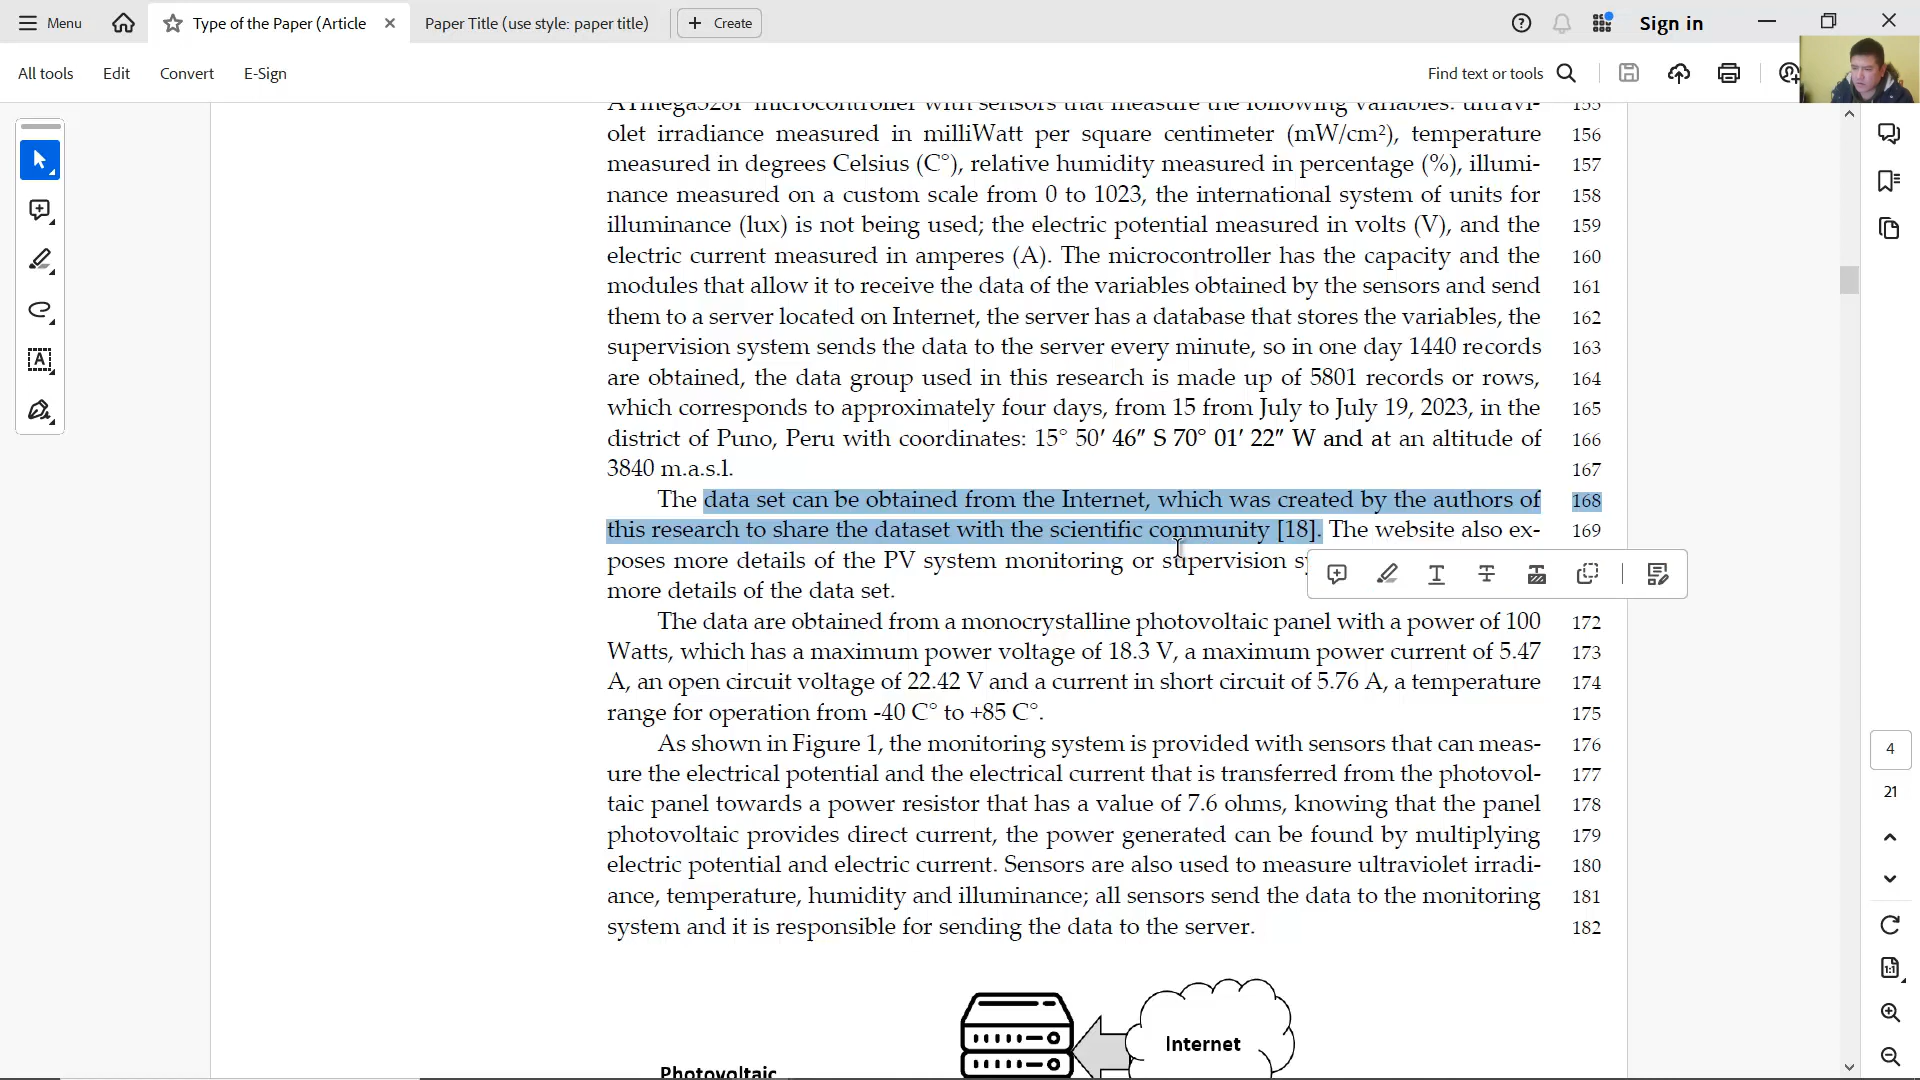 Menu
Type of the Paper (Article
Paper Title (use style: paper title)
Create
Sign in
All tools
Edit
Convert
E-Sign
Find text or tools
ATmega328P microcontroller with sensors that measure the following variables: ultravi- 155
olet irradiance measured in milliWatt per square centimeter (mW/cm²), temperature 156
measured in degrees Celsius (C°), relative humidity measured in percentage (%), illumi- 157
nance measured on a custom scale from 0 to 1023, the international system of units for 158
illuminance (lux) is not being used; the electric potential measured in volts (V), and the 159
electric current measured in amperes (A). The microcontroller has the capacity and the 160
modules that allow it to receive the data of the variables obtained by the sensors and send 161
them to a server located on Internet, the server has a database that stores the variables, the 162
supervision system sends the data to the server every minute, so in one day 1440 records 163
are obtained, the data group used in this research is made up of 5801 records or rows, 164
which corresponds to approximately four days, from 15 from July to July 19, 2023, in the 165
district of Puno, Peru with coordinates: 15° 50′ 46″ S 70° 01′ 22″ W and at an altitude of 166
3840 m.a.s.l. 167
The data set can be obtained from the Internet, which was created by the authors of 168
this research to share the dataset with the scientific community [18]. The website also ex- 169
poses more details of the PV system monitoring or supervision
more details of the data set.
The data are obtained from a monocrystalline photovoltaic panel with a power of 100 172
Watts, which has a maximum power voltage of 18.3 V, a maximum power current of 5.47 173
A, an open circuit voltage of 22.42 V and a current in short circuit of 5.76 A, a temperature 174
range for operation from -40 C° to +85 C°. 175
As shown in Figure 1, the monitoring system is provided with sensors that can meas- 176
ure the electrical potential and the electrical current that is transferred from the photovol- 177
taic panel towards a power resistor that has a value of 7.6 ohms, knowing that the panel 178
photovoltaic provides direct current, the power generated can be found by multiplying 179
electric potential and electric current. Sensors are also used to measure ultraviolet irradi- 180
ance, temperature, humidity and illuminance; all sensors send the data to the monitoring 181
system and it is responsible for sending the data to the server. 182
Internet
Photovoltaic
4
21